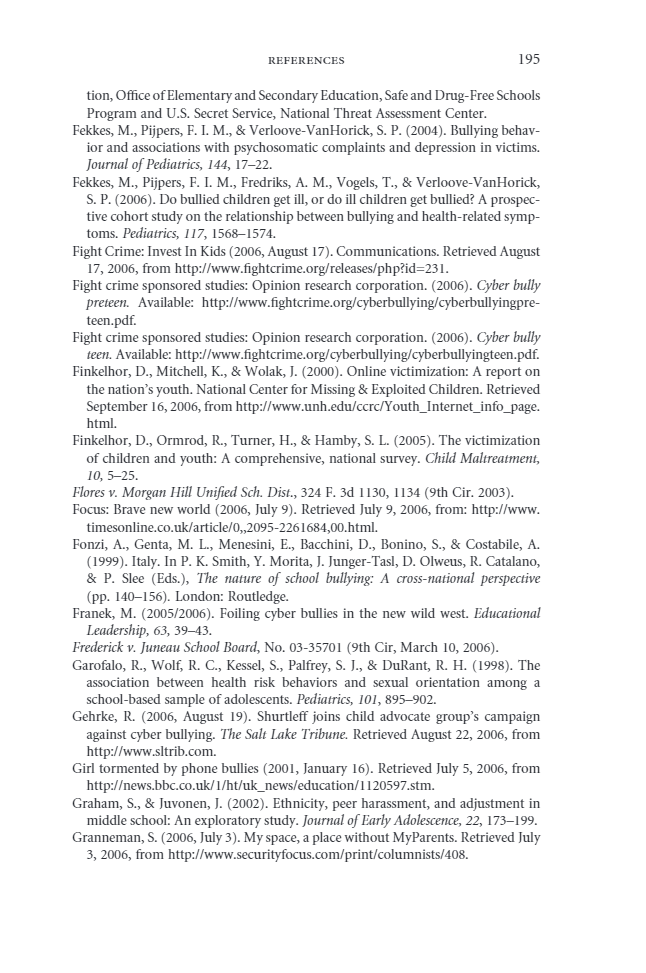 REFERENCES 195
tion, Office of Elementary and Secondary Education, Safe and Drug-Free Schools
Program and U.S. Secret Service, National Threat Assessment Center.
Fekkes, M., Pijpers, F. I. M., & Verloove-VanHorick, S. P. (2004). Bullying behav-
ior and associations with psychosomatic complaints and depression in victims.
Journal of Pediatrics, 144, 17–22.
Fekkes, M., Pijpers, F. I. M., Fredriks, A. M., Vogels, T., & Verloove-VanHorick,
S. P. (2006). Do bullied children get ill, or do ill children get bullied? A prospec-
tive cohort study on the relationship between bullying and health-related symp-
toms. Pediatrics, 117, 1568–1574.
Fight Crime: Invest In Kids (2006, August 17). Communications. Retrieved August
17, 2006, from http://www.fightcrime.org/releases/php?id=231.
Fight crime sponsored studies: Opinion research corporation. (2006). Cyber bully
preteen. Available: http://www.fightcrime.org/cyberbullying/cyberbullyingpre-
teen.pdf.
Fight crime sponsored studies: Opinion research corporation. (2006). Cyber bully
teen. Available: http://www.fightcrime.org/cyberbullying/cyberbullyingteen.pdf.
Finkelhor, D., Mitchell, K., & Wolak, J. (2000). Online victimization: A report on
the nation's youth. National Center for Missing & Exploited Children. Retrieved
September 16, 2006, from http://www.unh.edu/ccrc/Youth_Internet_info_page.
html.
Finkelhor, D., Ormrod, R., Turner, H., & Hamby, S. L. (2005). The victimization
of children and youth: A comprehensive, national survey. Child Maltreatment,
10, 5–25.
Flores v. Morgan Hill Unified Sch. Dist., 324 F. 3d 1130, 1134 (9th Cir. 2003).
Focus: Brave new world (2006, July 9). Retrieved July 9, 2006, from: http://www.
timesonline.co.uk/article/0,,2095-2261684,00.html.
Fonzi, A., Genta, M. L., Menesini, E., Bacchini, D., Bonino, S., & Costabile, A.
(1999). Italy. In P. K. Smith, Y. Morita, J. Junger-Tasl, D. Olweus, R. Catalano,
& P. Slee (Eds.), The nature of school bullying: A cross-national perspective
(pp. 140–156). London: Routledge.
Franek, M. (2005/2006). Foiling cyber bullies in the new wild west. Educational
Leadership, 63, 39–43.
Frederick v. Juneau School Board, No. 03-35701 (9th Cir, March 10, 2006).
Garofalo, R., Wolf, R. C., Kessel, S., Palfrey, S. J., & DuRant, R. H. (1998). The
association between health risk behaviors and sexual orientation among a
school-based sample of adolescents. Pediatrics, 101, 895–902.
Gehrke, R. (2006, August 19). Shurtleff joins child advocate group's campaign
against cyber bullying. The Salt Lake Tribune. Retrieved August 22, 2006, from
http://www.sltrib.com.
Girl tormented by phone bullies (2001, January 16). Retrieved July 5, 2006, from
http://news.bbc.co.uk/1/ht/uk_news/education/1120597.stm.
Graham, S., & Juvonen, J. (2002). Ethnicity, peer harassment, and adjustment in
middle school: An exploratory study. Journal of Early Adolescence, 22, 173–199.
Granneman, S. (2006, July 3). My space, a place without MyParents. Retrieved July
3, 2006, from http://www.securityfocus.com/print/columnists/408.